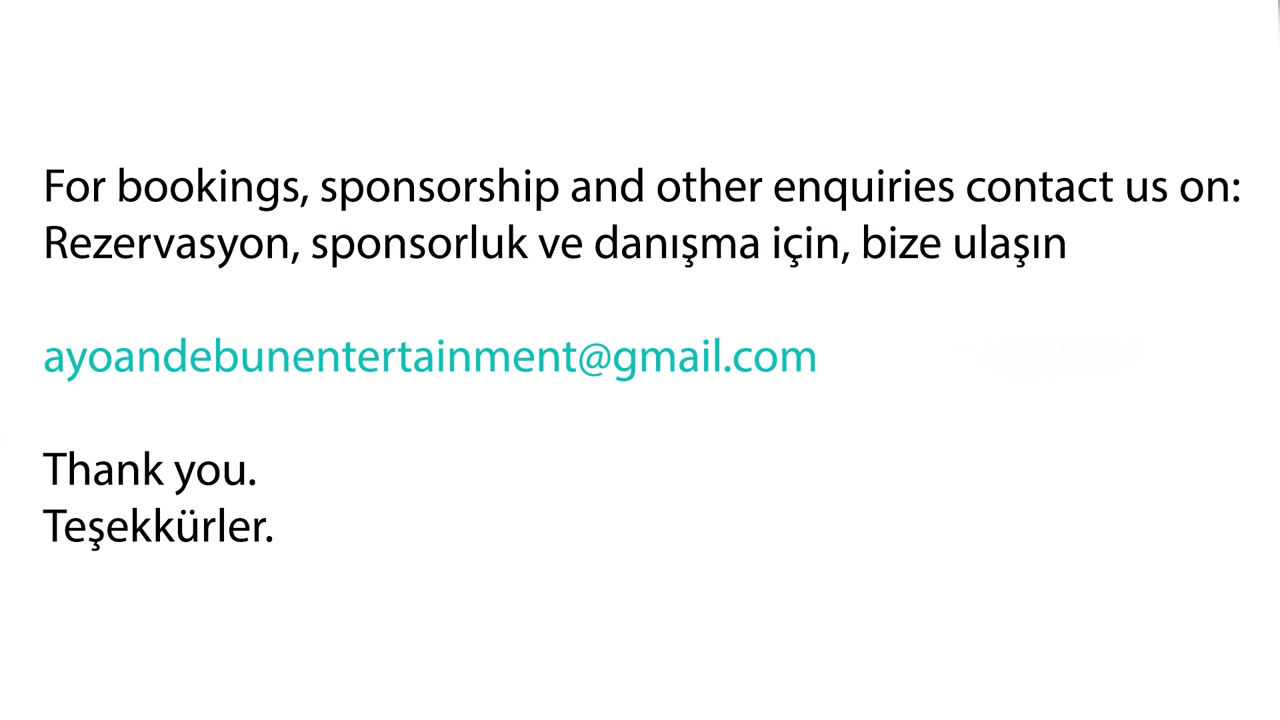 For bookings, sponsorship and other enquiries contact us on:
Rezervasyon, sponsorluk ve danışma için, bize ulaşın
ayoandebunentertainment@gmail.com
Thank you.
Teşekkürler.